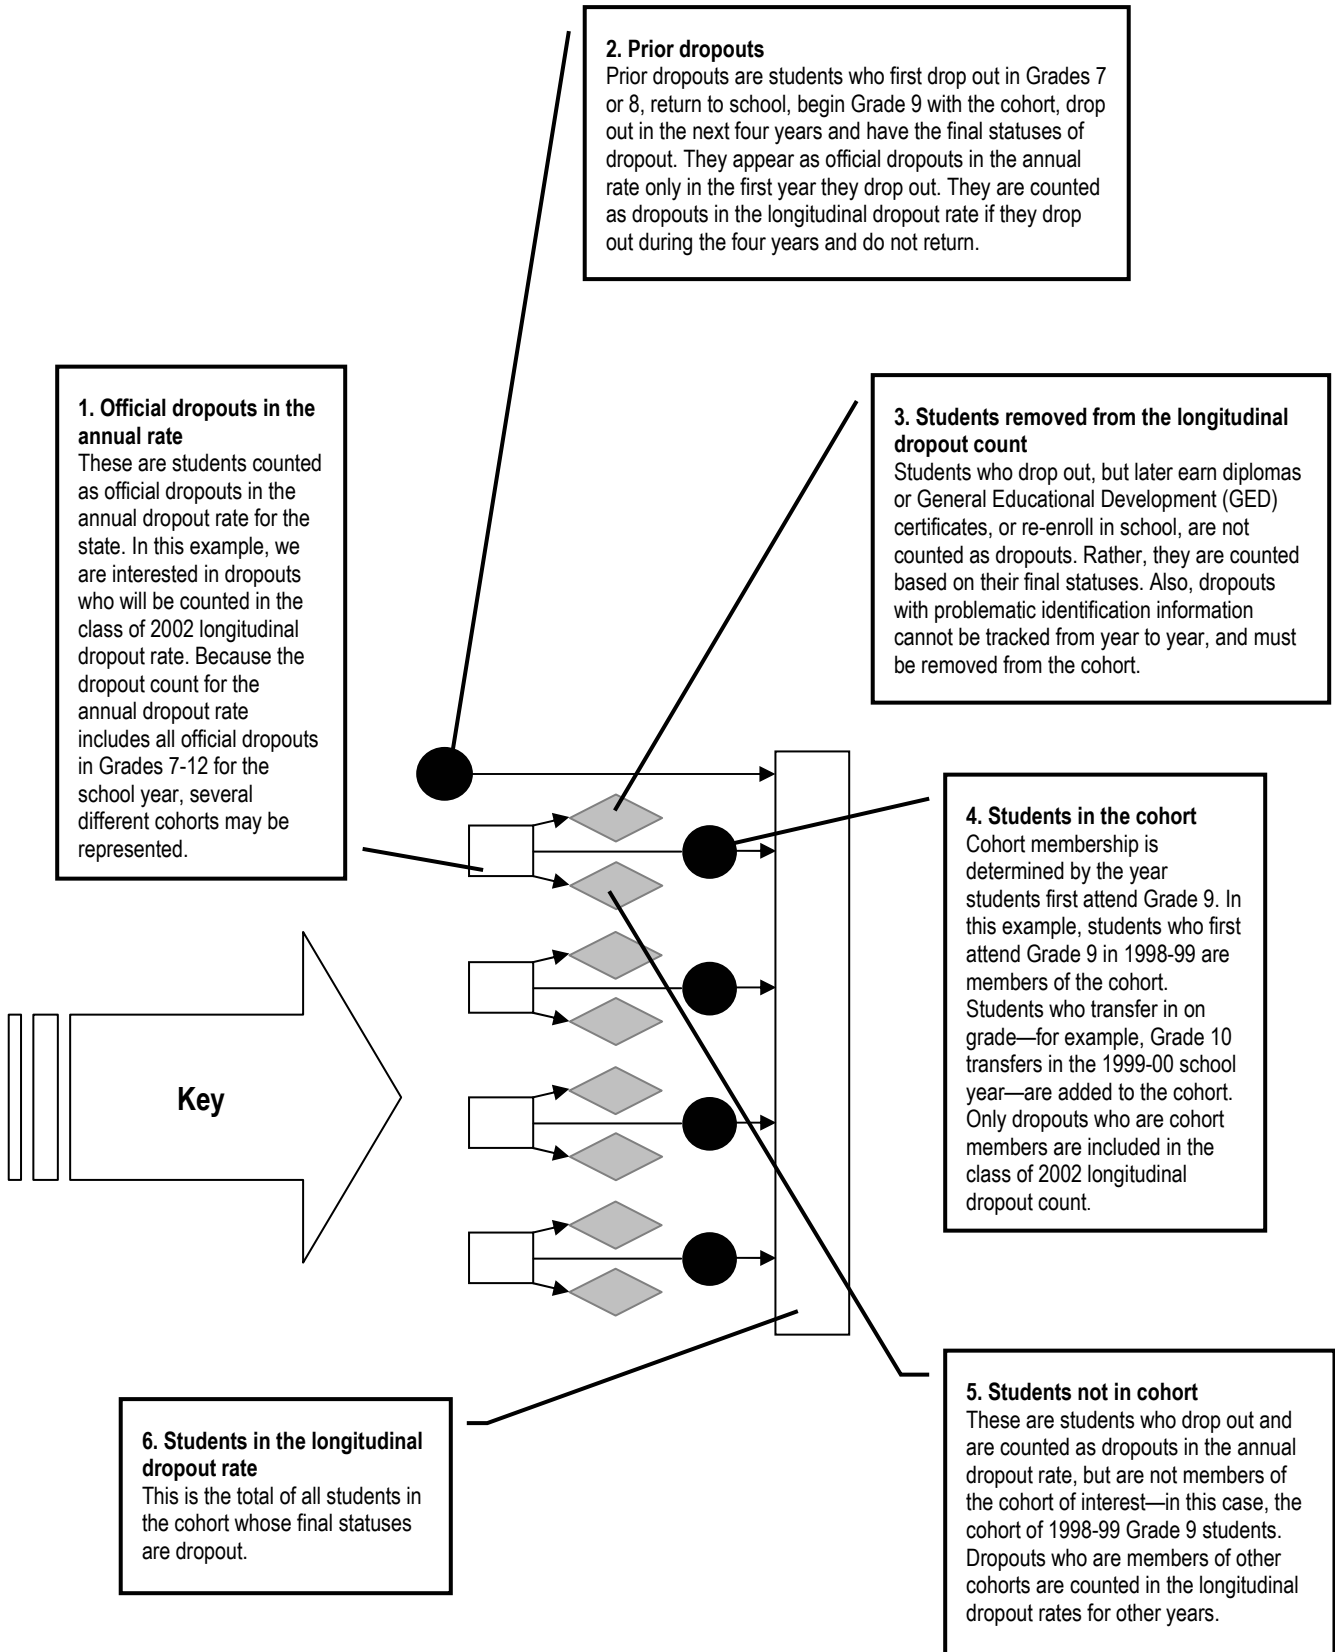 2. Prior dropouts
Prior dropouts are students who first drop out in Grades 7
or 8, return to school, begin Grade 9 with the cohort, drop
out in the next four years and have the final statuses of
dropout. They appear as official dropouts in the annual
rate only in the first year they drop out. They are counted
as dropouts in the longitudinal dropout rate if they drop
out during the four years and do not return.
1. Official dropouts in the
annual rate
These are students counted
as official dropouts in the
annual dropout rate for the
state. In this example, we
are interested in dropouts
who will be counted in the
class of 2002 longitudinal
dropout rate. Because the
dropout count for the
annual dropout rate
includes all official dropouts
in Grades 7-12 for the
school year, several
different cohorts may be
represented.
3. Students removed from the longitudinal
dropout count
Students who drop out, but later earn diplomas
or General Educational Development (GED)
certificates, or re-enroll in school, are not
counted as dropouts. Rather, they are counted
based on their final statuses. Also, dropouts
with problematic identification information
cannot be tracked from year to year, and must
be removed from the cohort.
4. Students in the cohort
Cohort membership is
determined by the year
students first attend Grade 9. In
this example, students who first
attend Grade 9 in 1998-99 are
members of the cohort.
Students who transfer in on
grade—for example, Grade 10
transfers in the 1999-00 school
year—are added to the cohort.
Only dropouts who are cohort
members are included in the
class of 2002 longitudinal
dropout count.
Key
5. Students not in cohort
These are students who drop out and
are counted as dropouts in the annual
dropout rate, but are not members of
the cohort of interest—in this case, the
cohort of 1998-99 Grade 9 students.
Dropouts who are members of other
cohorts are counted in the longitudinal
dropout rates for other years.
6. Students in the longitudinal
dropout rate
This is the total of all students in
the cohort whose final statuses
are dropout.